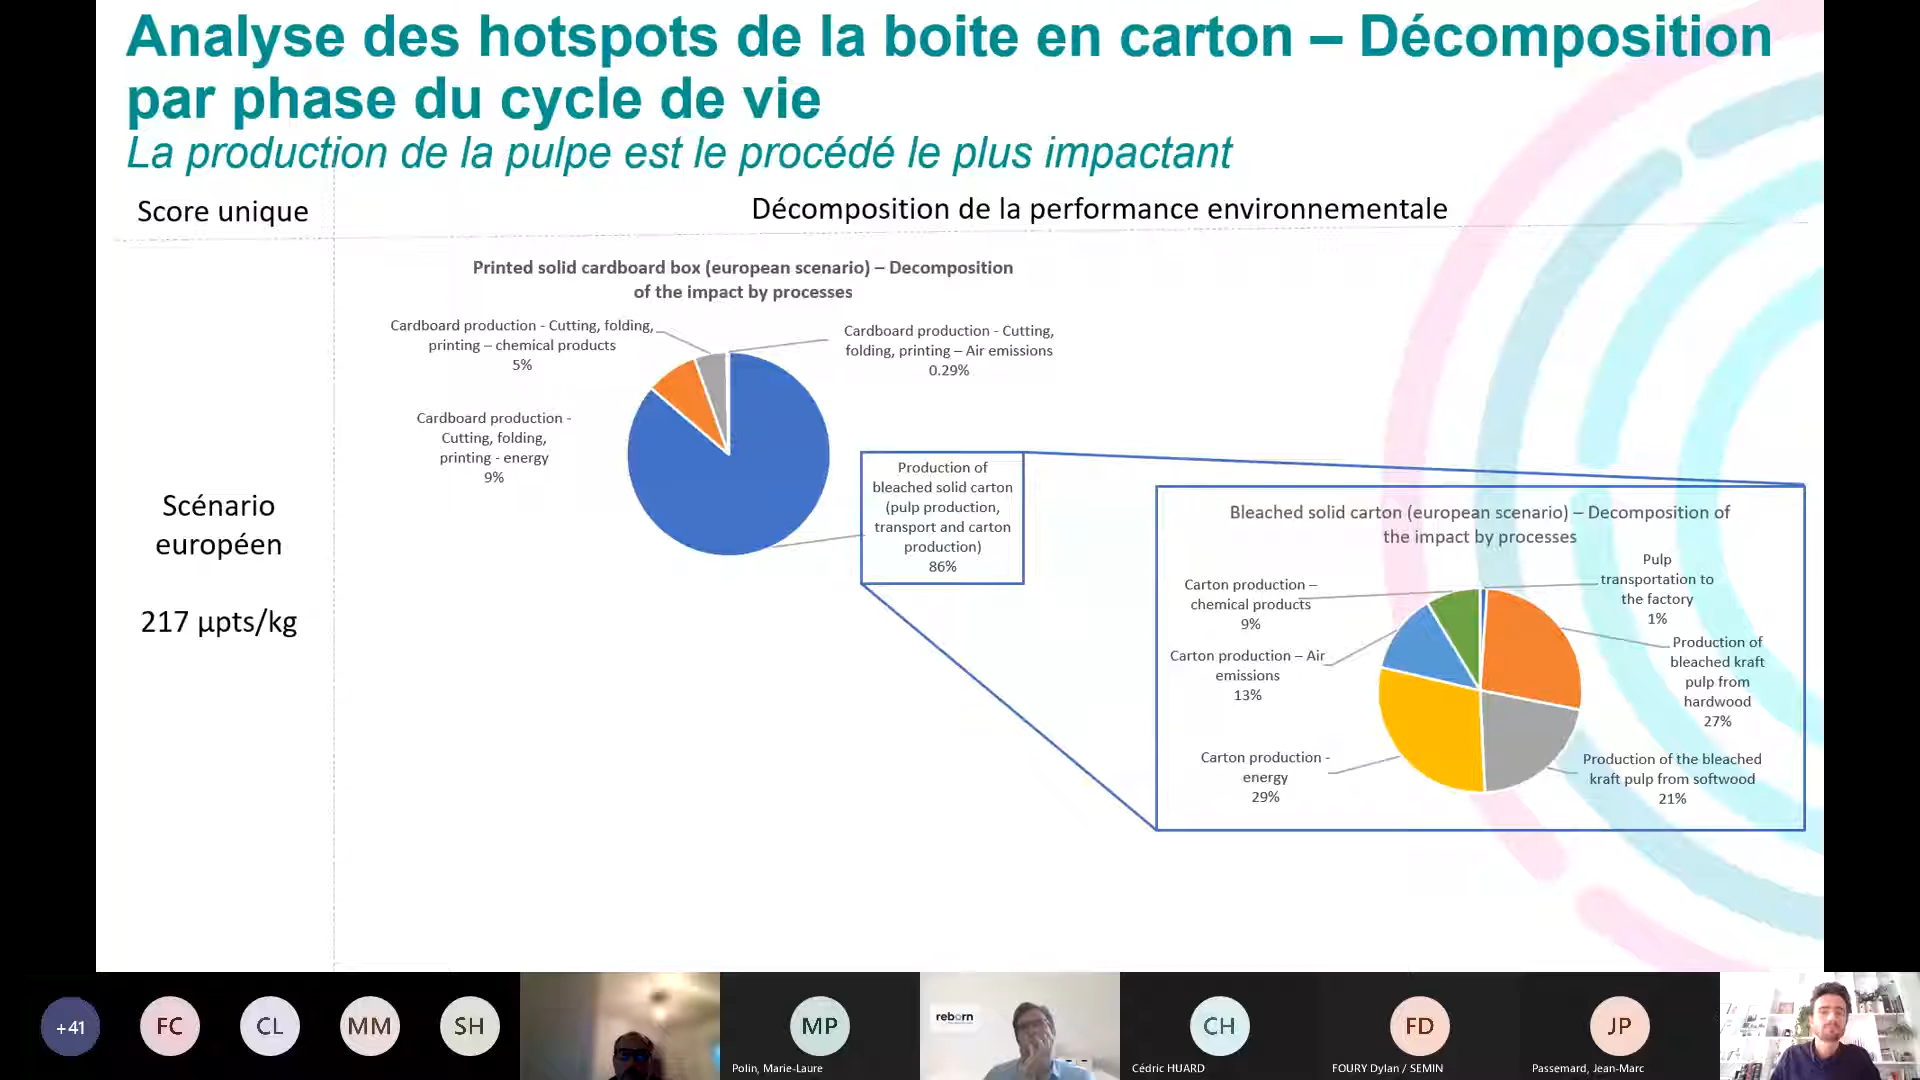 Analyse des hotspots de la boite en carton – Décomposition
par phase du cycle de vie
La production de la pulpe est le procédé le plus impactant
Score unique
Décomposition de la performance environnementale
Printed solid cardboard box (european scenario) – Decomposition
of the impact by processes
Cardboard production - Cutting, folding,
printing – chemical products
5%
Cardboard production - Cutting,
folding, printing – Air emissions
0.29%
Cardboard production -
Cutting, folding,
printing - energy
9%
Production of
bleached solid carton
(pulp production,
transport and carton
production)
86%
Scénario
européen
217 µpts/kg
Bleached solid carton (european scenario) – Decomposition of
the impact by processes
Pulp
transportation to
the factory
1%
Carton production –
chemical products
9%
Production of
bleached kraft
pulp from
hardwood
27%
Carton production – Air
emissions
13%
Carton production -
energy
29%
Production of the bleached
kraft pulp from softwood
21%
+41
FC
CL
MM
SH
MP
Polin, Marie-Laure
reborn
CH
Cédric HUARD
FD
FOURY Dylan / SEMIN
JP
Passemard, Jean-Marc